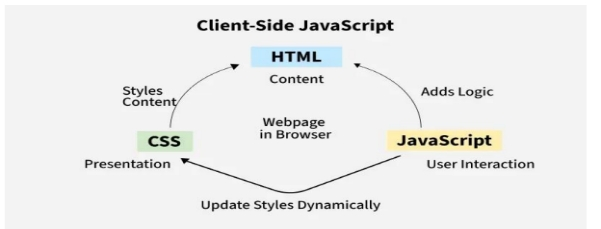 Client-Side JavaScript
HTML
Content
Styles
Content
Adds Logic
Webpage
in Browser
CSS
JavaScript
Presentation
User Interaction
Update Styles Dynamically